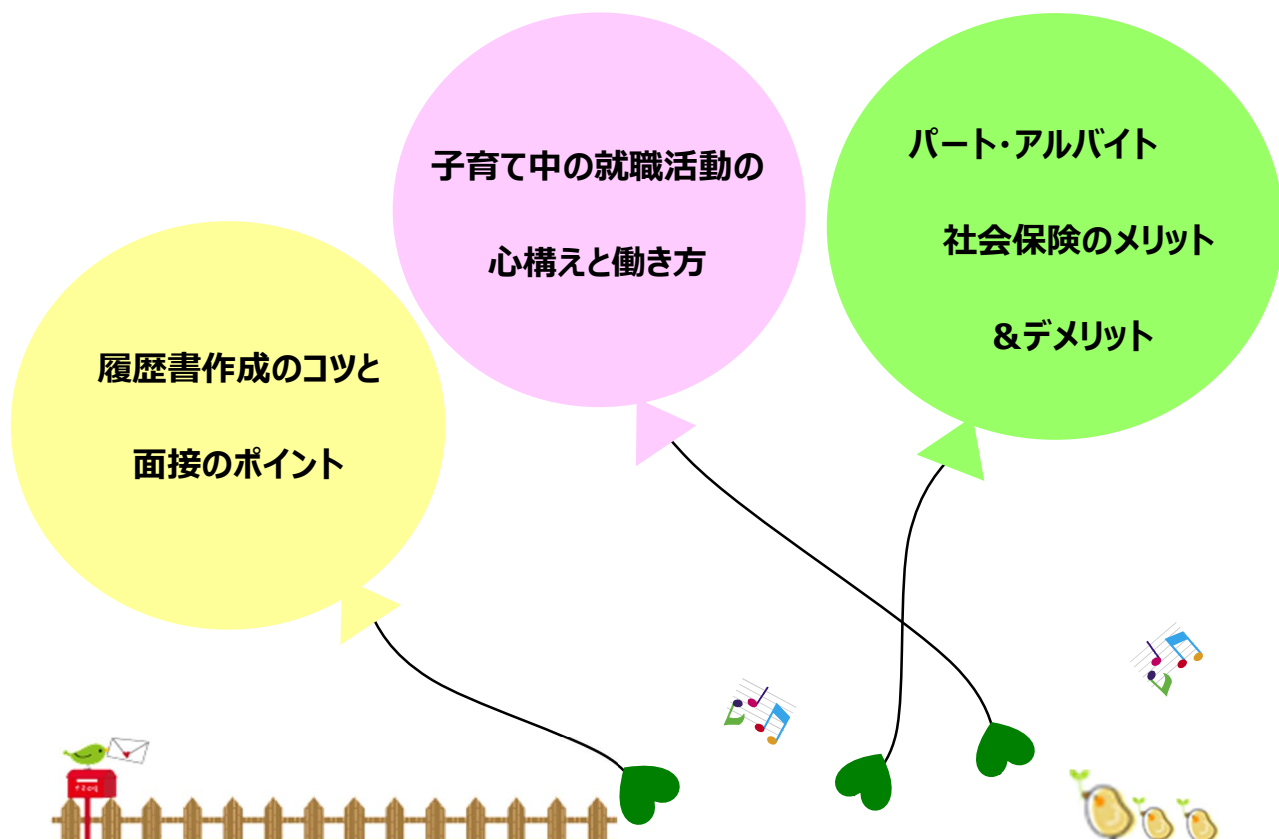 子育て中の就職活動の
心構えと働き方
パート・アルバイト
社会保険のメリット
&デメリット
履歴書作成のコツと
面接のポイント